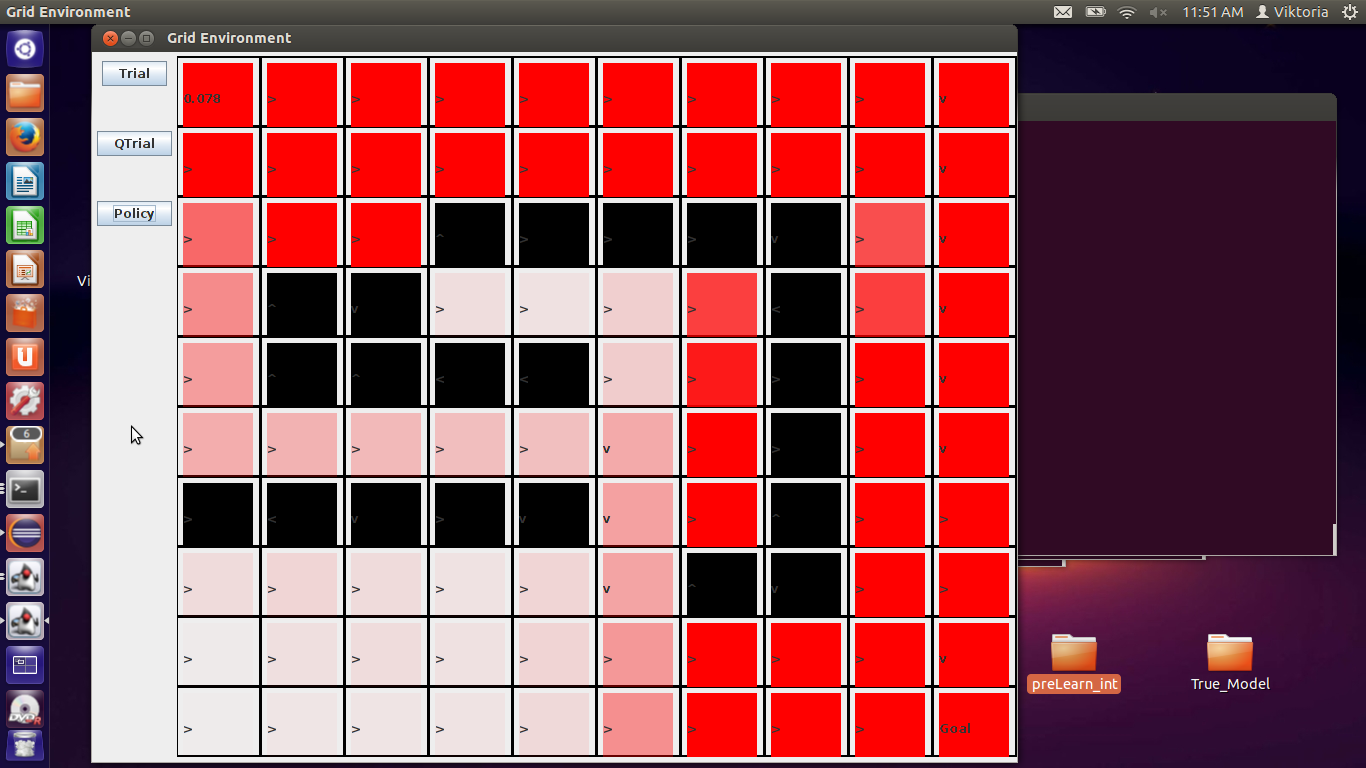 Grid Environment
11:51 AM Viktoria
Grid Environment
Trial
QTrial
Policy
0.078 > > > > > > > > v
> > > > > > > > > v
> > > ^ > > > v > v
> ^ v > > > > < > v
> ^ ^ < < > > > > v
> > > > > v > > > v
> < v > v v > ^ > >
> > > > > v ^ v > >
> > > > > > > > > v
> > > > > > > > > Goal
Vi
6
preLearn_int
True_Model